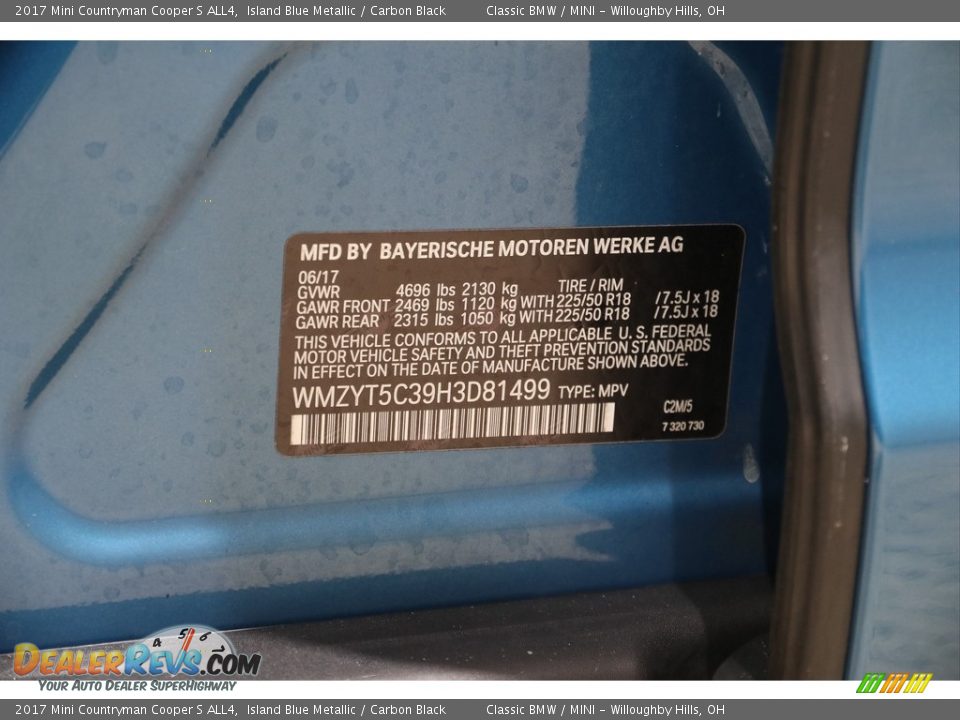 2017 Mini Countryman Cooper S ALL4, Island Blue Metallic / Carbon Black Classic BMW / MINI - Willoughby Hills, OH
MFD BY BAYERISCHE MOTOREN WERKE AG
06/17 TIRE / RIM
GVWR 4696 lbs 2130 kg
GAWR FRONT 2469 lbs 1120 kg WITH 225/50 R18 /7.5J x 18
GAWR REAR 2315 lbs 1050 kg WITH 225/50 R18 /7.5J x 18
THIS VEHICLE CONFORMS TO ALL APPLICABLE U.S. FEDERAL
MOTOR VEHICLE SAFETY AND THEFT PREVENTION STANDARDS
IN EFFECT ON THE DATE OF MANUFACTURE SHOWN ABOVE.
WMZYT5C39H3D81499 TYPE: MPV
C2M/5
7 320 730
4 5 6
DEALERREVS.COM
YOUR AUTO DEALER SUPERHIGHWAY
2017 Mini Countryman Cooper S ALL4, Island Blue Metallic / Carbon Black Classic BMW / MINI - Willoughby Hills, OH